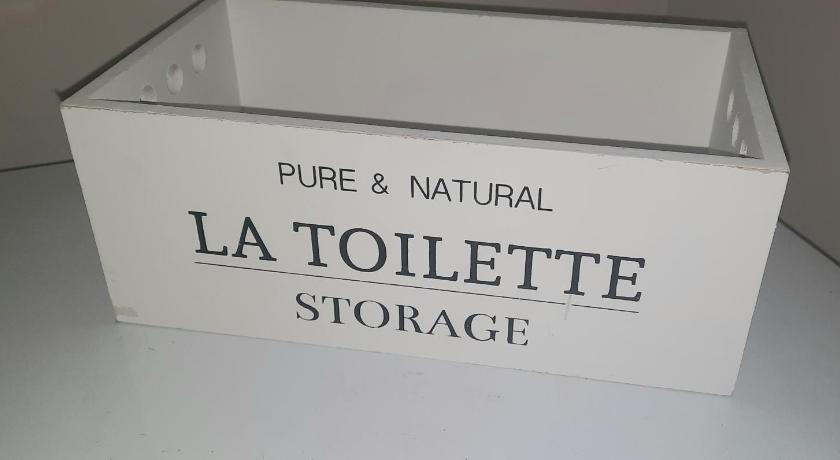 PURE & NATURAL
LA TOILETTE
STORAGE